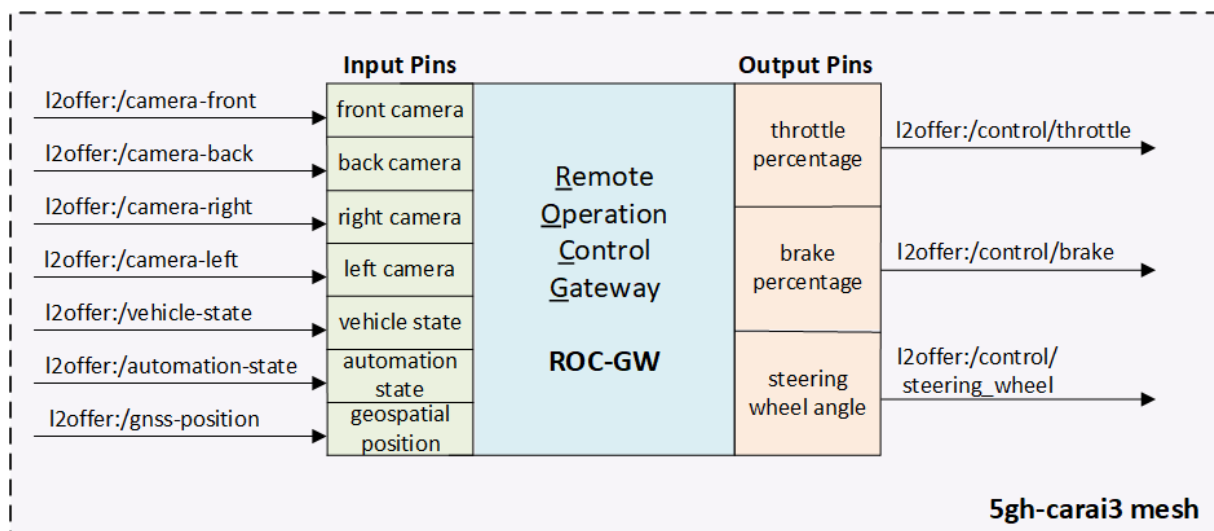 Input Pins
Output Pins
l2offer:/camera-front
front camera
l2offer:/camera-back
back camera
l2offer:/camera-right
right camera
l2offer:/camera-left
left camera
l2offer:/vehicle-state
vehicle state
l2offer:/automation-state
automation
state
l2offer:/gnss-position
geospatial
position
Remote
Operation
Control
Gateway
ROC-GW
throttle
percentage
l2offer:/control/throttle
brake
percentage
l2offer:/control/brake
steering
wheel angle
l2offer:/control/
steering_wheel
5gh-carai3 mesh